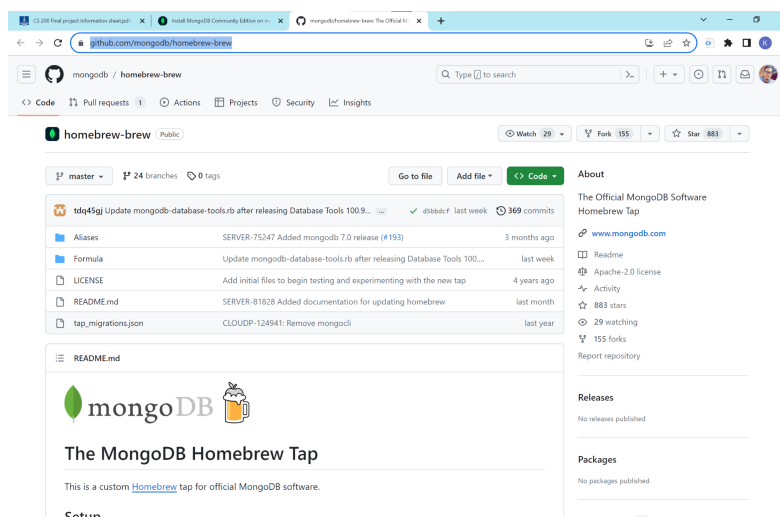 CS 200 Final project information sheet.pdf
Install MongoDB Community Edition on m
mongodb/homebrew-brew: The Official M
github.com/mongodb/homebrew-brew
K
mongodb / homebrew-brew
Type / to search
Code
Pull requests 1
Actions
Projects
Security
Insights
homebrew-brew Public
Watch 29
Fork 155
Star 883
master
24 branches
0 tags
Go to file
Add file
Code
tdq45gj Update mongodb-database-tools.rb after releasing Database Tools 100.9... ... d5bbdcf last week 369 commits
Aliases SERVER-75247 Added mongodb 7.0 release (#193) 3 months ago
Formula Update mongodb-database-tools.rb after releasing Database Tools 100.... last week
LICENSE Add initial files to begin testing and experimenting with the new tap 4 years ago
README.md SERVER-81828 Added documentation for updating homebrew last month
tap_migrations.json CLOUDP-124941: Remove mongocli last year
README.md
mongoDB
The MongoDB Homebrew Tap
This is a custom Homebrew tap for official MongoDB software.
Setup
About
The Official MongoDB Software
Homebrew Tap
www.mongodb.com
Readme
Apache-2.0 license
Activity
883 stars
29 watching
155 forks
Report repository
Releases
No releases published
Packages
No packages published